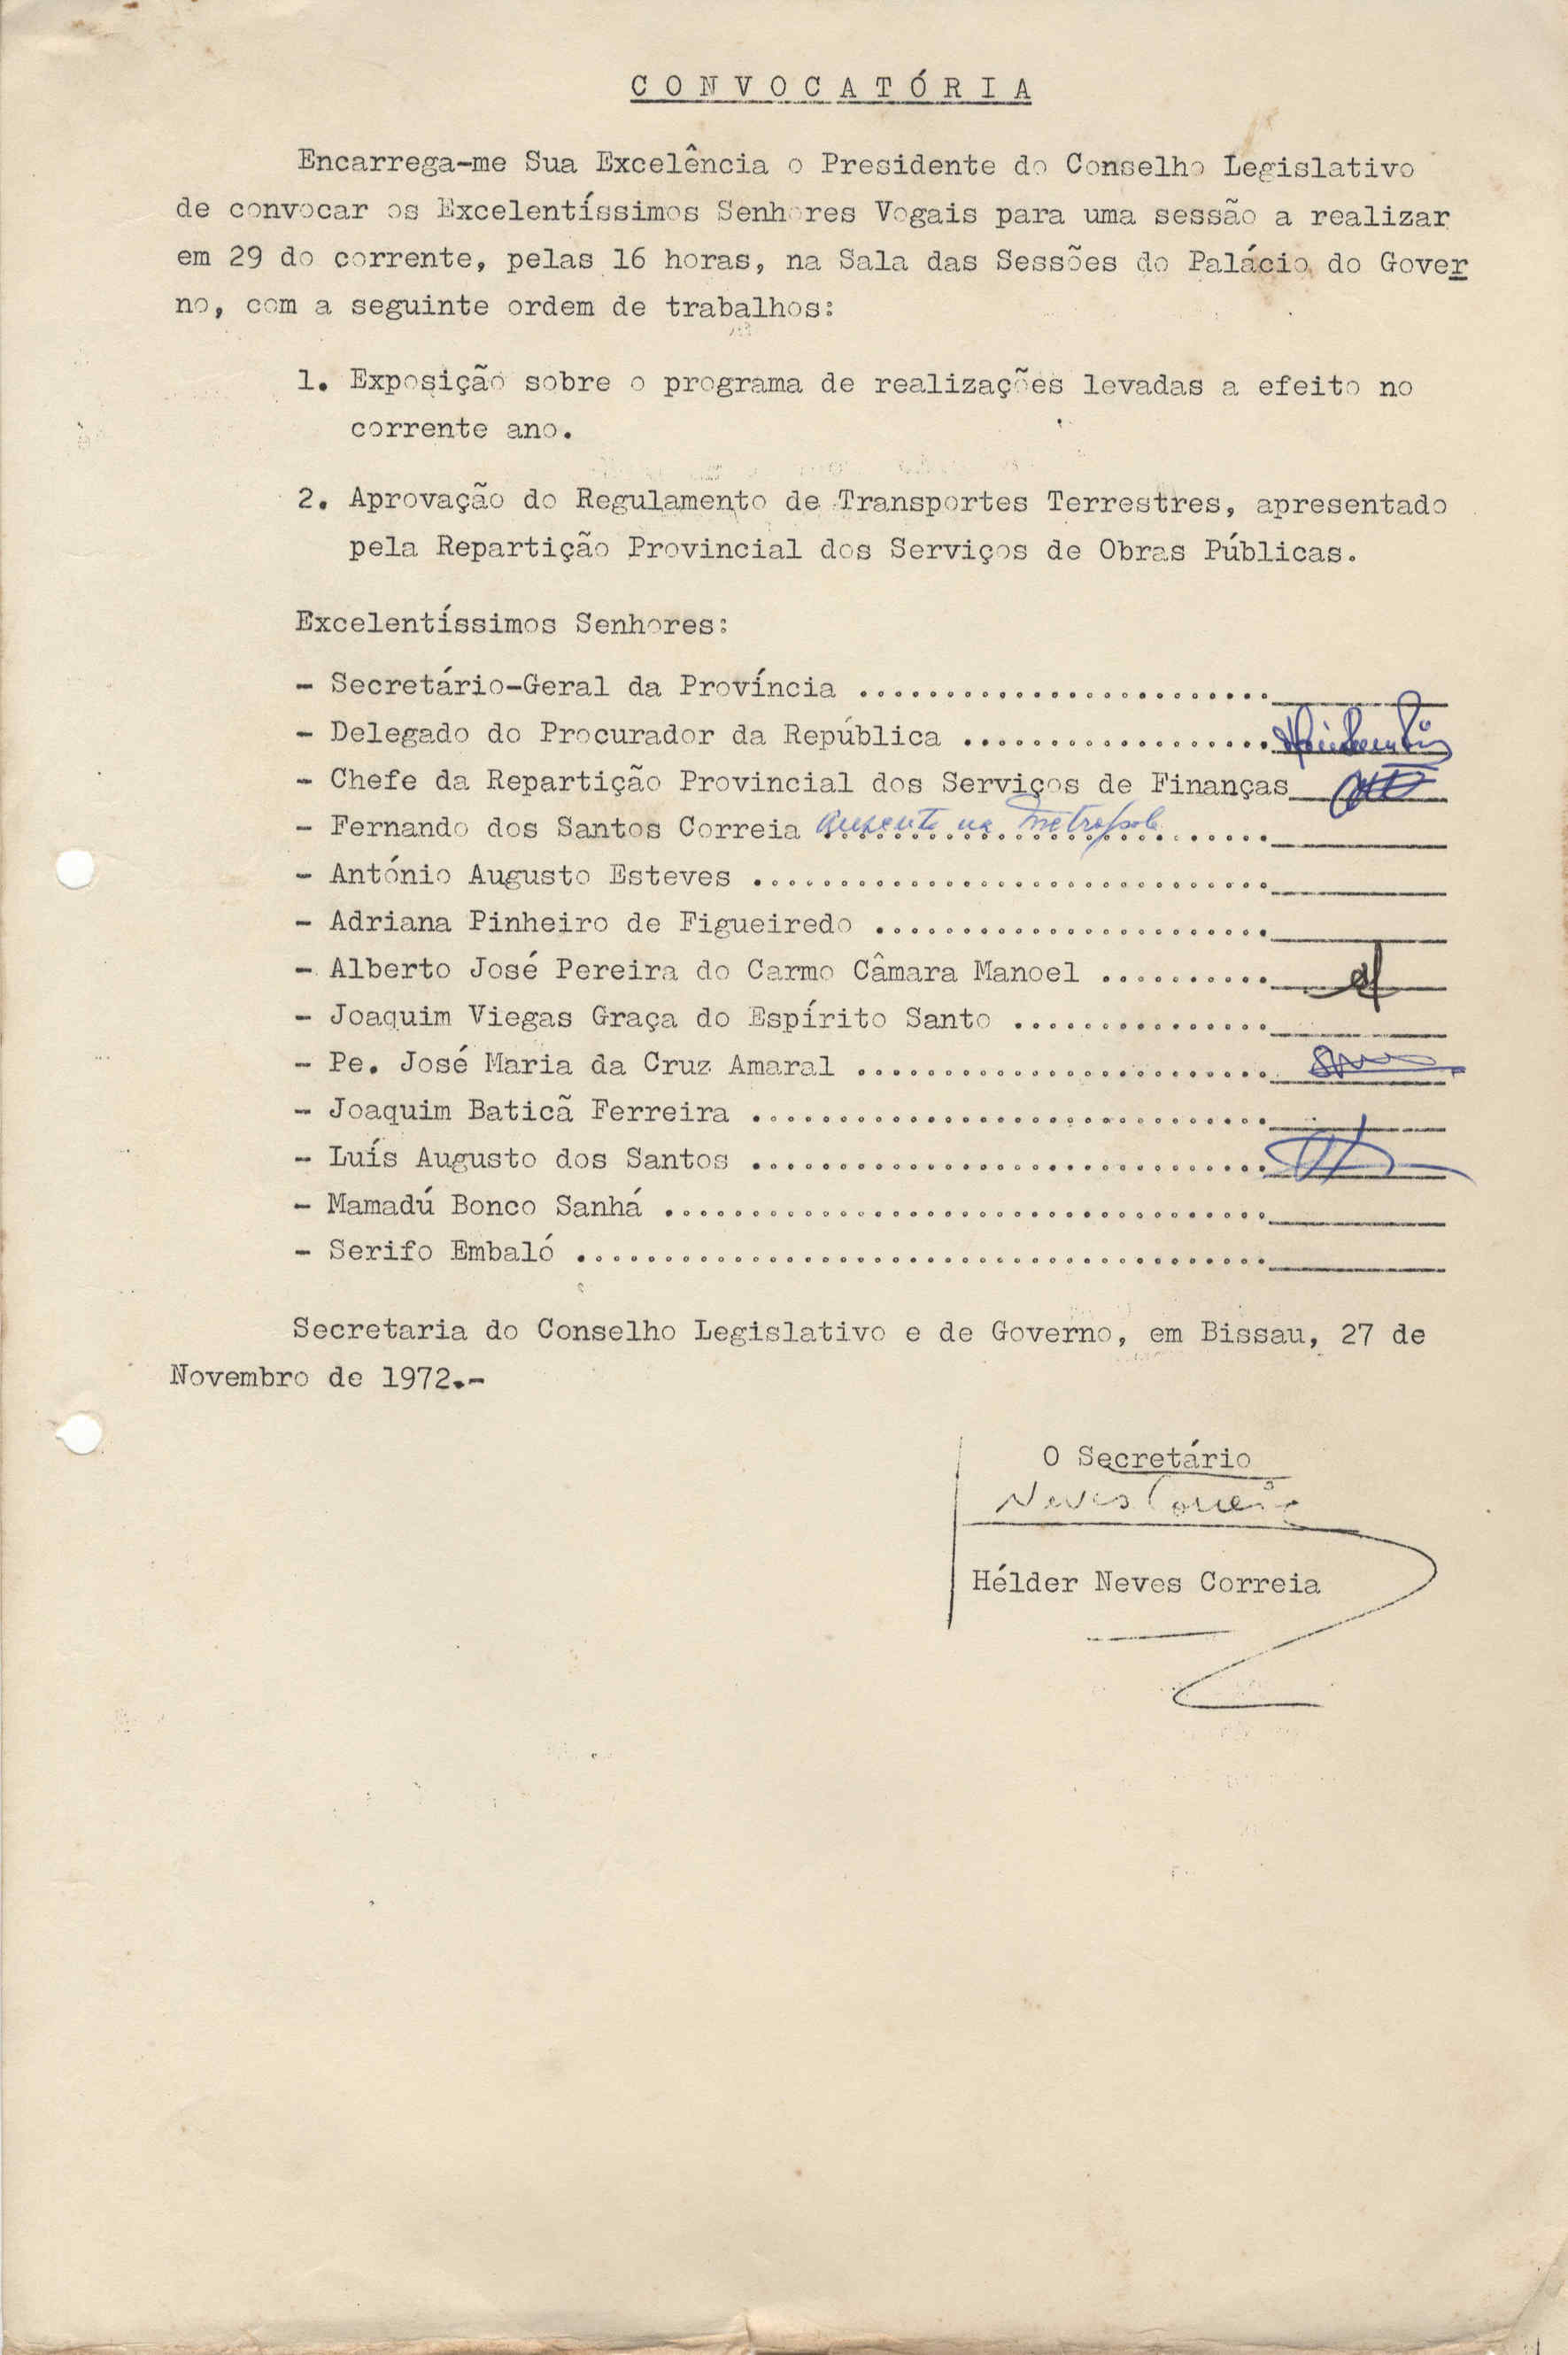 CONVOCATÓRIA
Encarrega-me Sua Excelência o Presidente do Conselho Legislativo
de convocar os Excelentíssimos Senhores Vogais para uma sessão a realizar
em 29 do corrente, pelas 16 horas, na Sala das Sessões do Palácio do Gover
no, com a seguinte ordem de trabalhos:
1. Exposição sobre o programa de realizações levadas a efeito no
corrente ano.
2. Aprovação do Regulamento de Transportes Terrestres, apresentado
pela Repartição Provincial dos Serviços de Obras Públicas.
Excelentíssimos Senhores:
- Secretário-Geral da Província ........................
- Delegado do Procurador da República ..................
- Chefe da Repartição Provincial dos Serviços de Finanças
- Fernando dos Santos Correia ausente na Metrópole ......
- António Augusto Esteves ..............................
- Adriana Pinheiro de Figueiredo .......................
- Alberto José Pereira do Carmo Câmara Manoel ..........
- Joaquim Viegas Graça do Espírito Santo ...............
- Pe. José Maria da Cruz Amaral ........................
- Joaquim Baticã Ferreira ..............................
- Luís Augusto dos Santos ..............................
- Mamadú Bonco Sanhá ...................................
- Serifo Embaló ........................................
Secretaria do Conselho Legislativo e de Governo, em Bissau, 27 de
Novembro de 1972.-
O Secretário
Neves Correia
Hélder Neves Correia